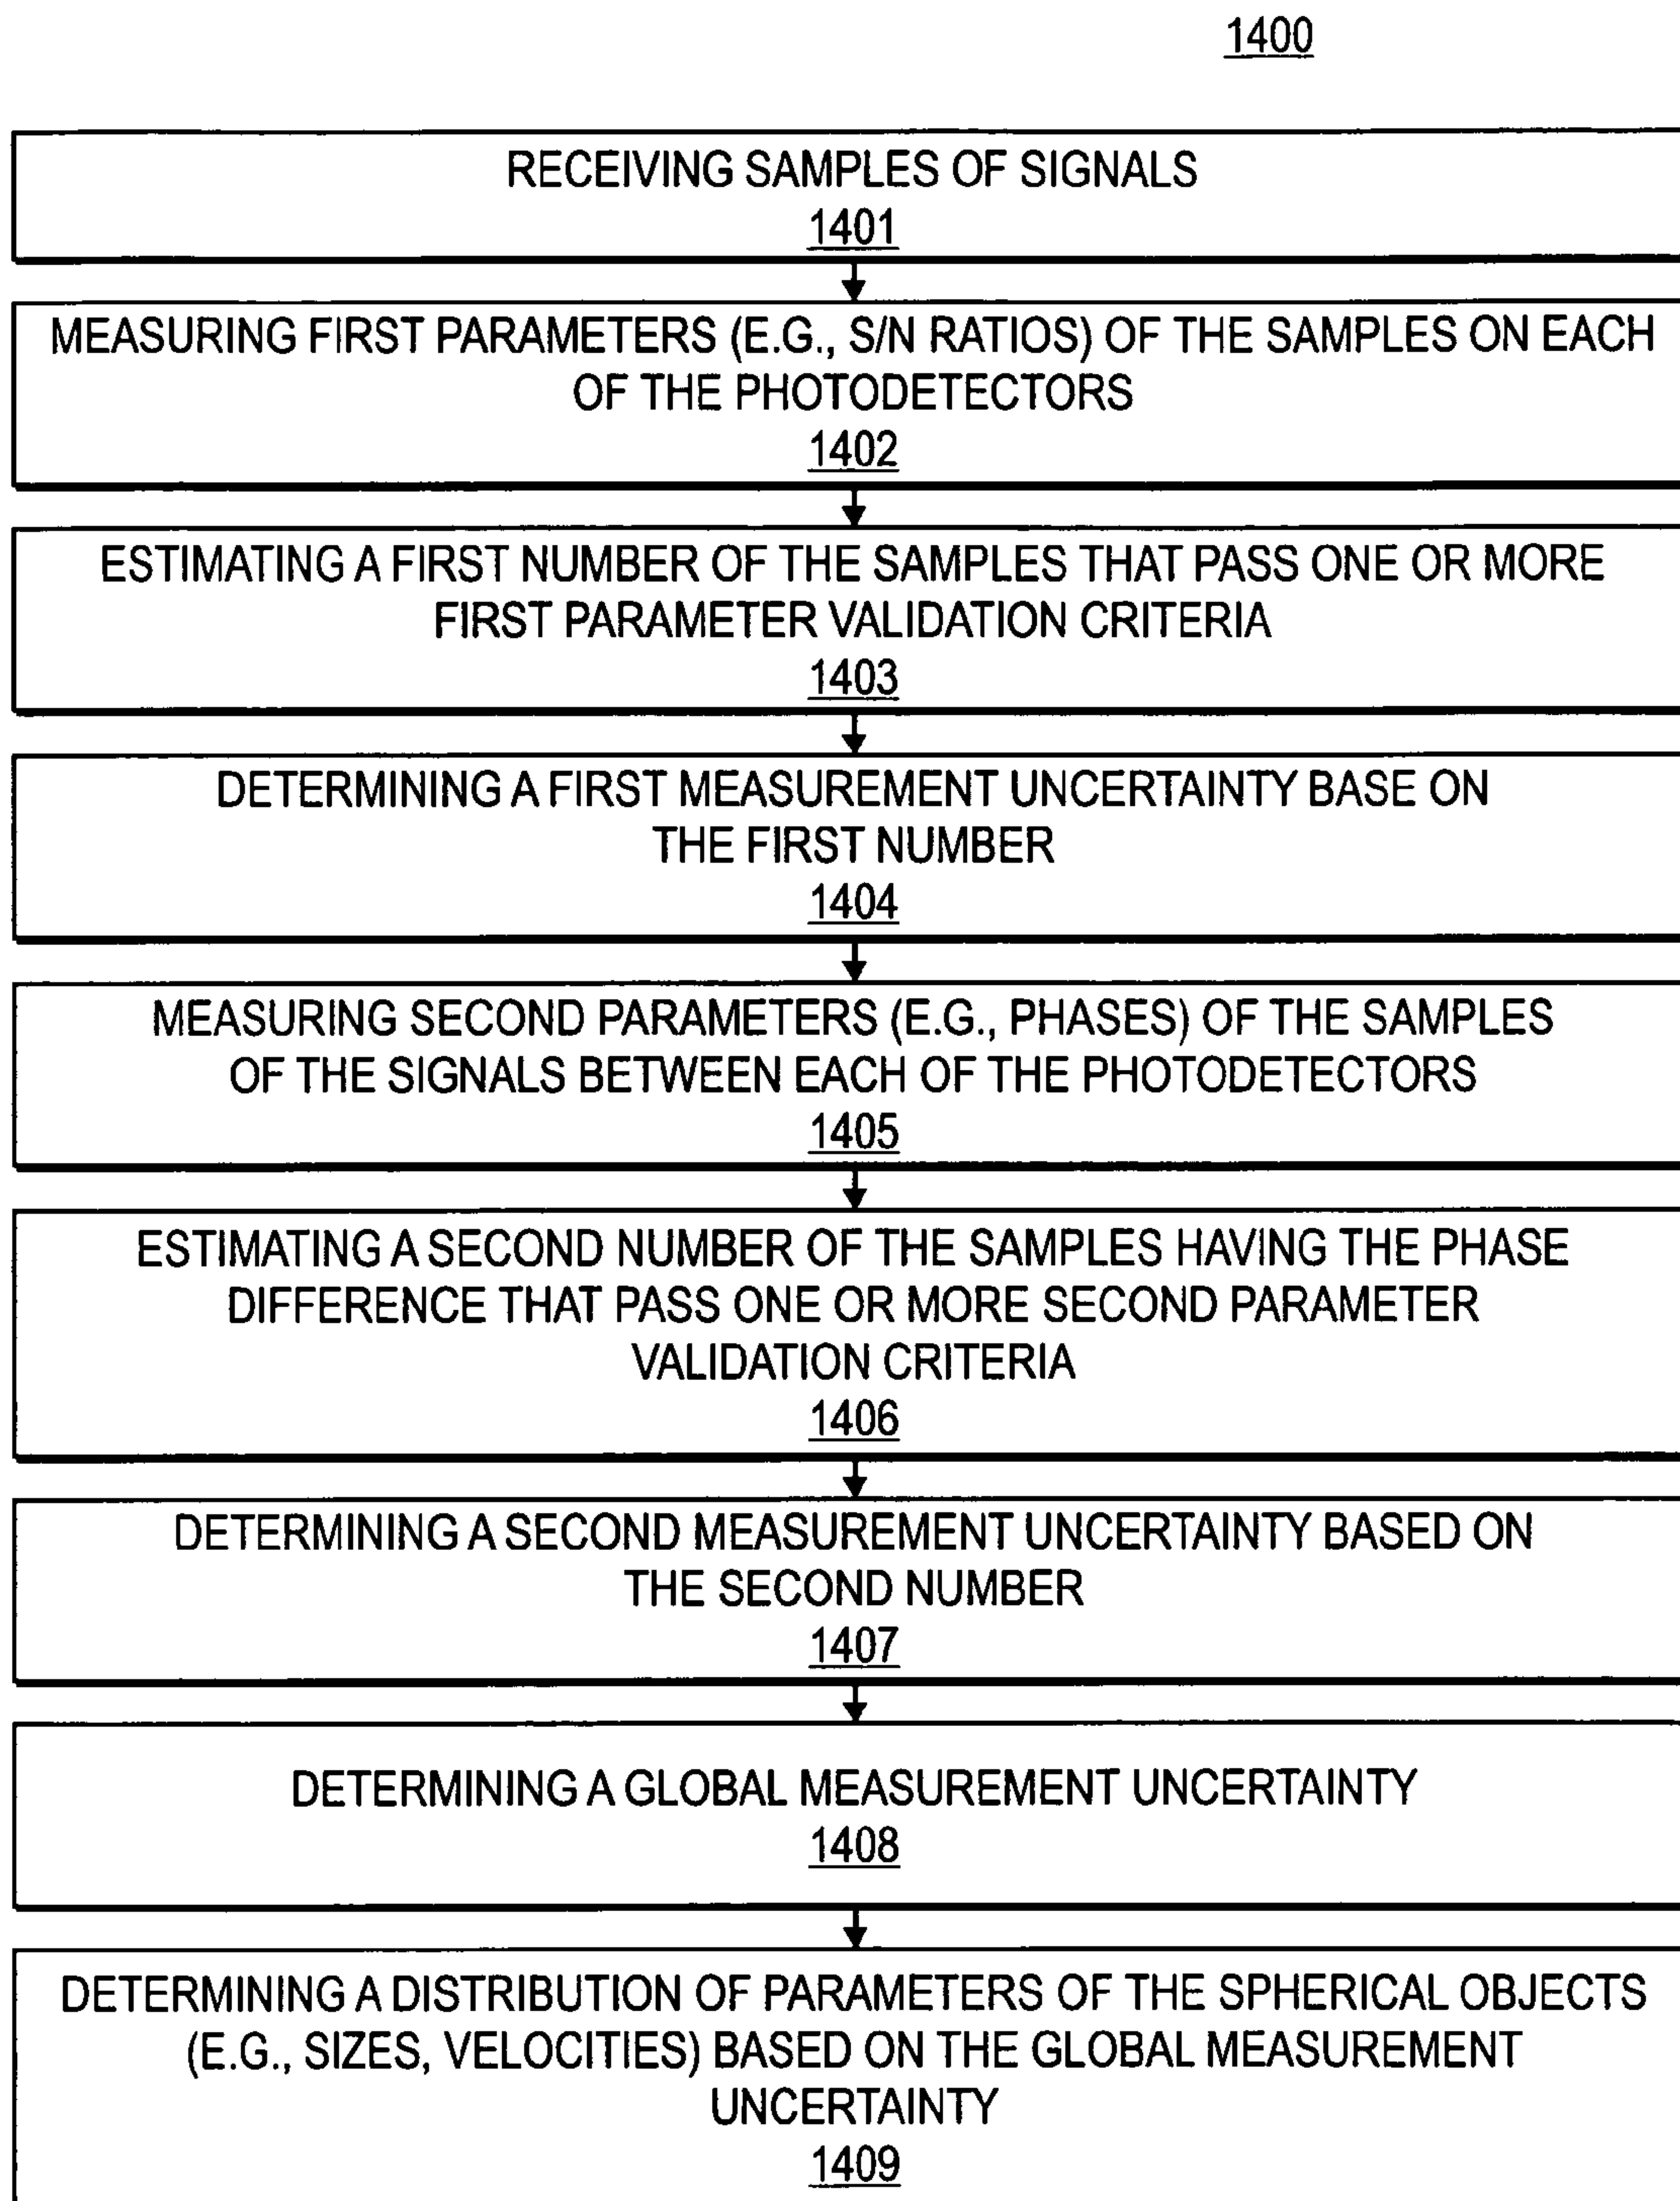 1400
RECEIVING SAMPLES OF SIGNALS
1401
MEASURING FIRST PARAMETERS (E.G., S/N RATIOS) OF THE SAMPLES ON EACH
OF THE PHOTODETECTORS
1402
ESTIMATING A FIRST NUMBER OF THE SAMPLES THAT PASS ONE OR MORE
FIRST PARAMETER VALIDATION CRITERIA
1403
DETERMINING A FIRST MEASUREMENT UNCERTAINTY BASE ON
THE FIRST NUMBER
1404
MEASURING SECOND PARAMETERS (E.G., PHASES) OF THE SAMPLES
OF THE SIGNALS BETWEEN EACH OF THE PHOTODETECTORS
1405
ESTIMATING A SECOND NUMBER OF THE SAMPLES HAVING THE PHASE
DIFFERENCE THAT PASS ONE OR MORE SECOND PARAMETER
VALIDATION CRITERIA
1406
DETERMINING A SECOND MEASUREMENT UNCERTAINTY BASED ON
THE SECOND NUMBER
1407
DETERMINING A GLOBAL MEASUREMENT UNCERTAINTY
1408
DETERMINING A DISTRIBUTION OF PARAMETERS OF THE SPHERICAL OBJECTS
(E.G., SIZES, VELOCITIES) BASED ON THE GLOBAL MEASUREMENT
UNCERTAINTY
1409